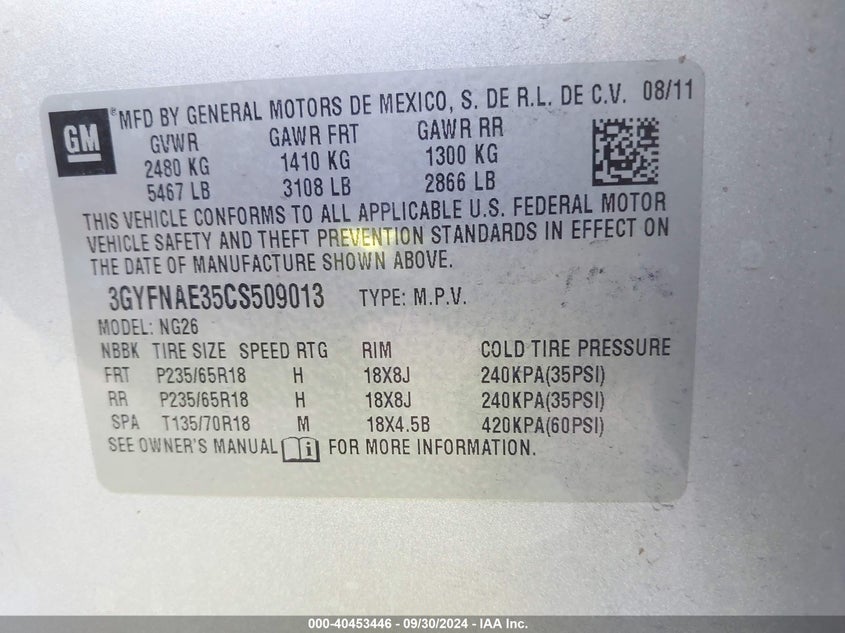 GM
® MFD BY GENERAL MOTORS DE MEXICO, S. DE R.L. DE C.V. 08/11
GVWR GAWR FRT GAWR RR
2480 KG 1410 KG 1300 KG
5467 LB 3108 LB 2866 LB
THIS VEHICLE CONFORMS TO ALL APPLICABLE U.S. FEDERAL MOTOR
VEHICLE SAFETY AND THEFT PREVENTION STANDARDS IN EFFECT ON
THE DATE OF MANUFACTURE SHOWN ABOVE.
3GYFNAE35CS509013 TYPE: M.P.V.
MODEL: NG26
NBBK TIRE SIZE SPEED RTG RIM COLD TIRE PRESSURE
FRT P235/65R18 H 18X8J 240KPA(35PSI)
RR P235/65R18 H 18X8J 240KPA(35PSI)
SPA T135/70R18 M 18X4.5B 420KPA(60PSI)
SEE OWNER'S MANUAL i FOR MORE INFORMATION.
000-40453446 - 09/30/2024 - IAA Inc.